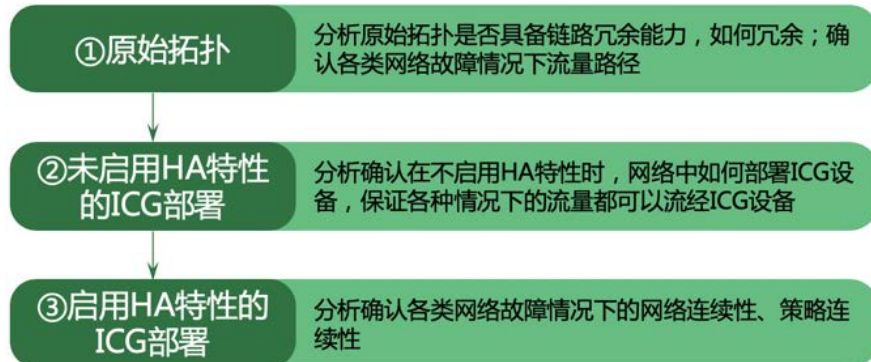 ①原始拓扑
分析原始拓扑是否具备链路冗余能力，如何冗余；确
认各类网络故障情况下流量路径
②未启用HA特性
的ICG部署
分析确认在不启用HA特性时，网络中如何部署ICG设
备，保证各种情况下的流量都可以流经ICG设备
③启用HA特性的
ICG部署
分析确认各类网络故障情况下的网络连续性、策略连
续性